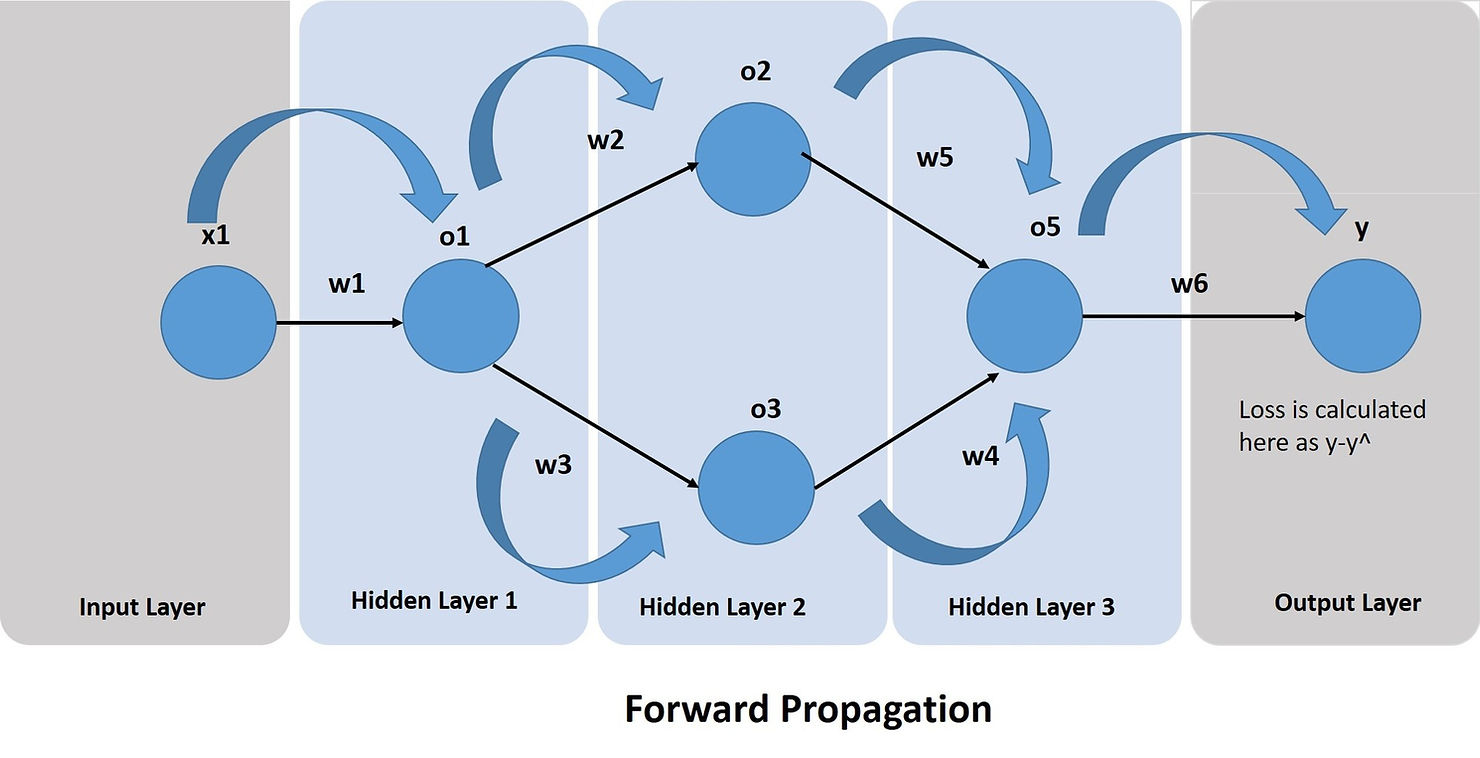 o2
w2
w5
x1
o1
o5
y
w1
w6
o3
Loss is calculated
here as y-y^
w3
w4
Input Layer
Hidden Layer 1
Hidden Layer 2
Hidden Layer 3
Output Layer
Forward Propagation